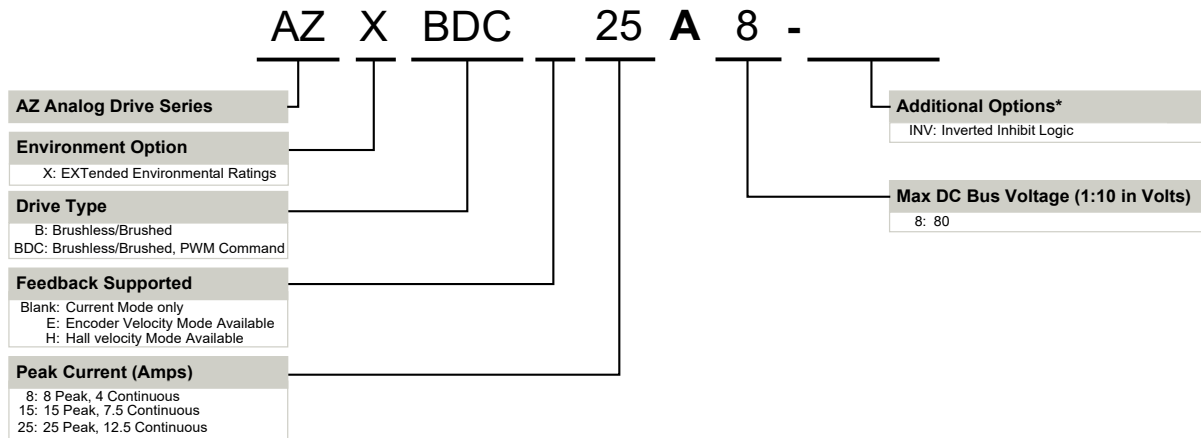 AZ X BDC 25 A 8 -
AZ Analog Drive Series
Environment Option
X: EXTended Environmental Ratings
Drive Type
B: Brushless/Brushed
BDC: Brushless/Brushed, PWM Command
Feedback Supported
Blank: Current Mode only
E: Encoder Velocity Mode Available
H: Hall velocity Mode Available
Peak Current (Amps)
8: 8 Peak, 4 Continuous
15: 15 Peak, 7.5 Continuous
25: 25 Peak, 12.5 Continuous
Additional Options*
INV: Inverted Inhibit Logic
Max DC Bus Voltage (1:10 in Volts)
8: 80